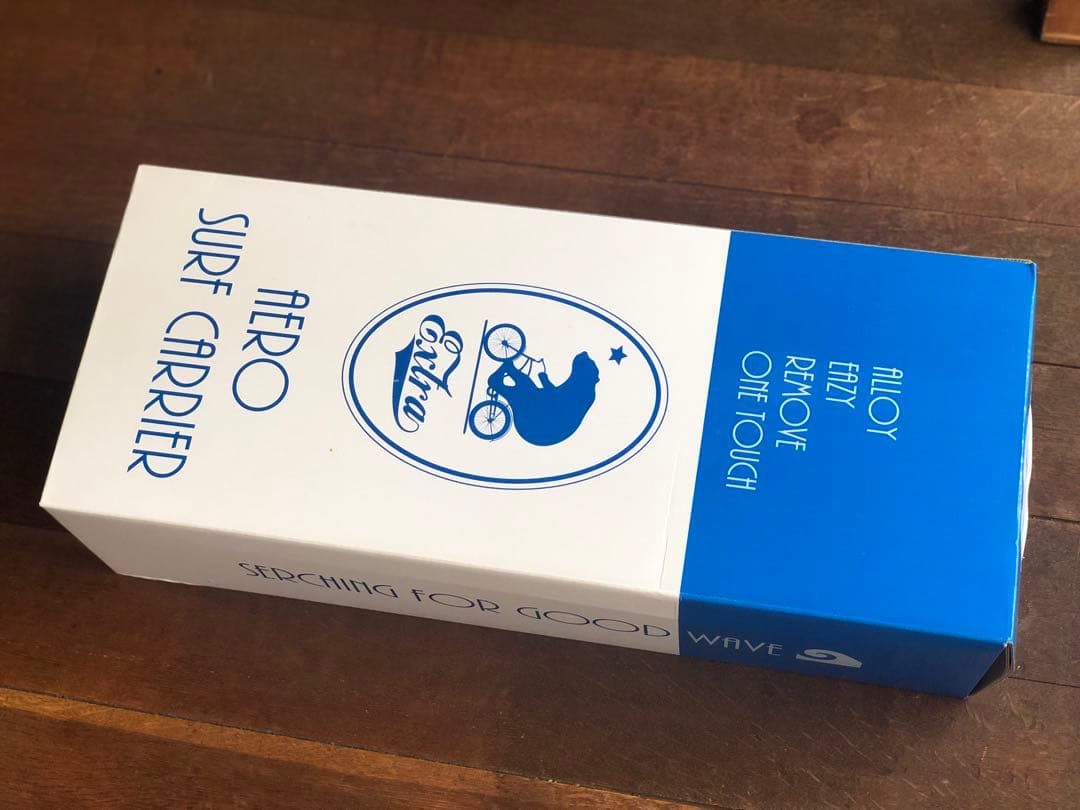 ALLOY
EAZY
REMOVE
ONE TOUCH
Extra
AERO
SURF CARRIER
SERCHING FOR GOOD WAVE